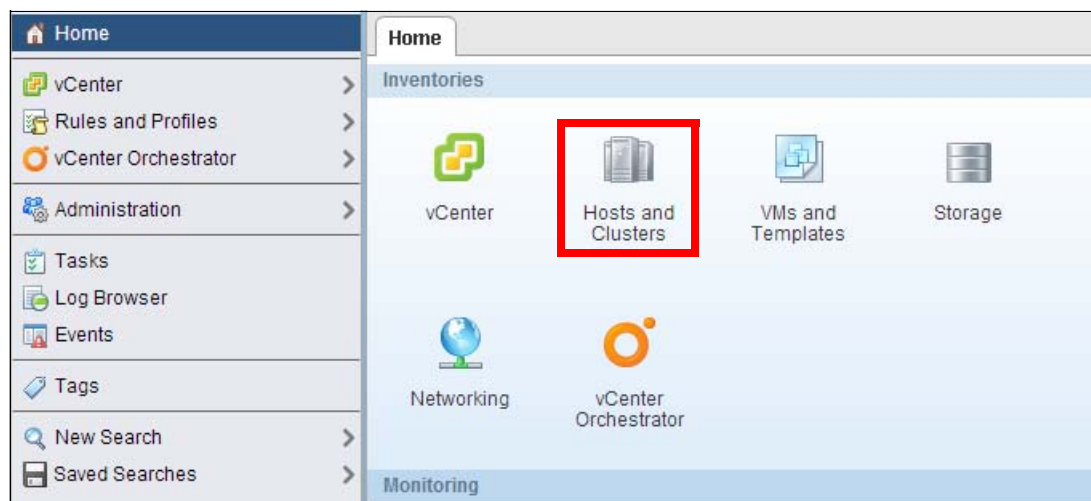 Home
vCenter
Rules and Profiles
vCenter Orchestrator
Administration
Tasks
Log Browser
Events
Tags
New Search
Saved Searches
Home
Inventories
vCenter
Hosts and
Clusters
VMs and
Templates
Storage
Networking
vCenter
Orchestrator
Monitoring